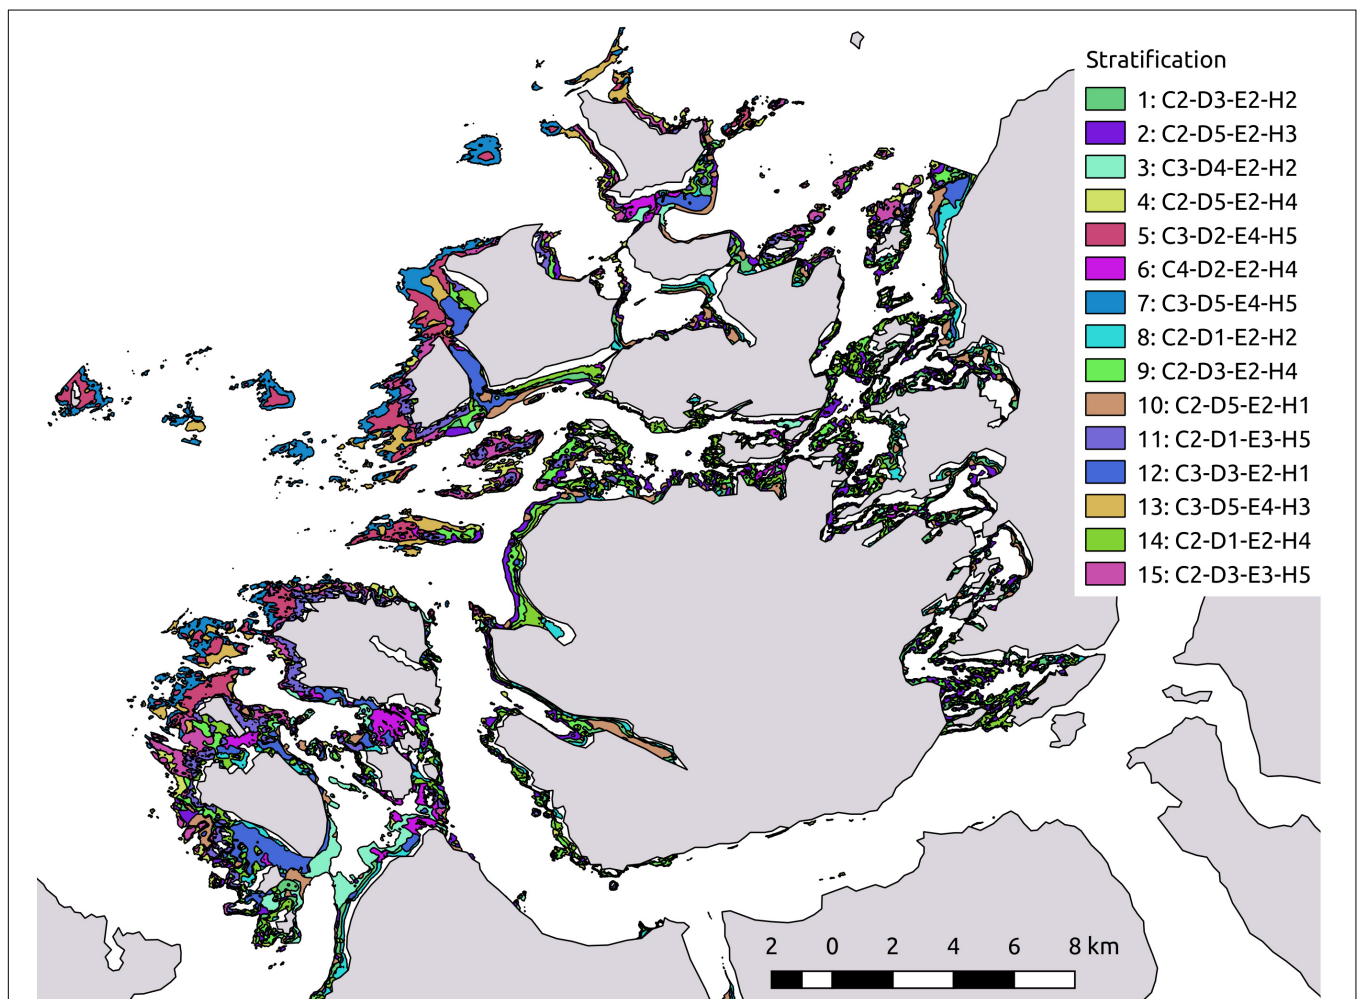 Stratification
1: C2-D3-E2-H2
2: C2-D5-E2-H3
3: C3-D4-E2-H2
4: C2-D5-E2-H4
5: C3-D2-E4-H5
6: C4-D2-E2-H4
7: C3-D5-E4-H5
8: C2-D1-E2-H2
9: C2-D3-E2-H4
10: C2-D5-E2-H1
11: C2-D1-E3-H5
12: C3-D3-E2-H1
13: C3-D5-E4-H3
14: C2-D1-E2-H4
15: C2-D3-E3-H5
2 0 2 4 6 8 km